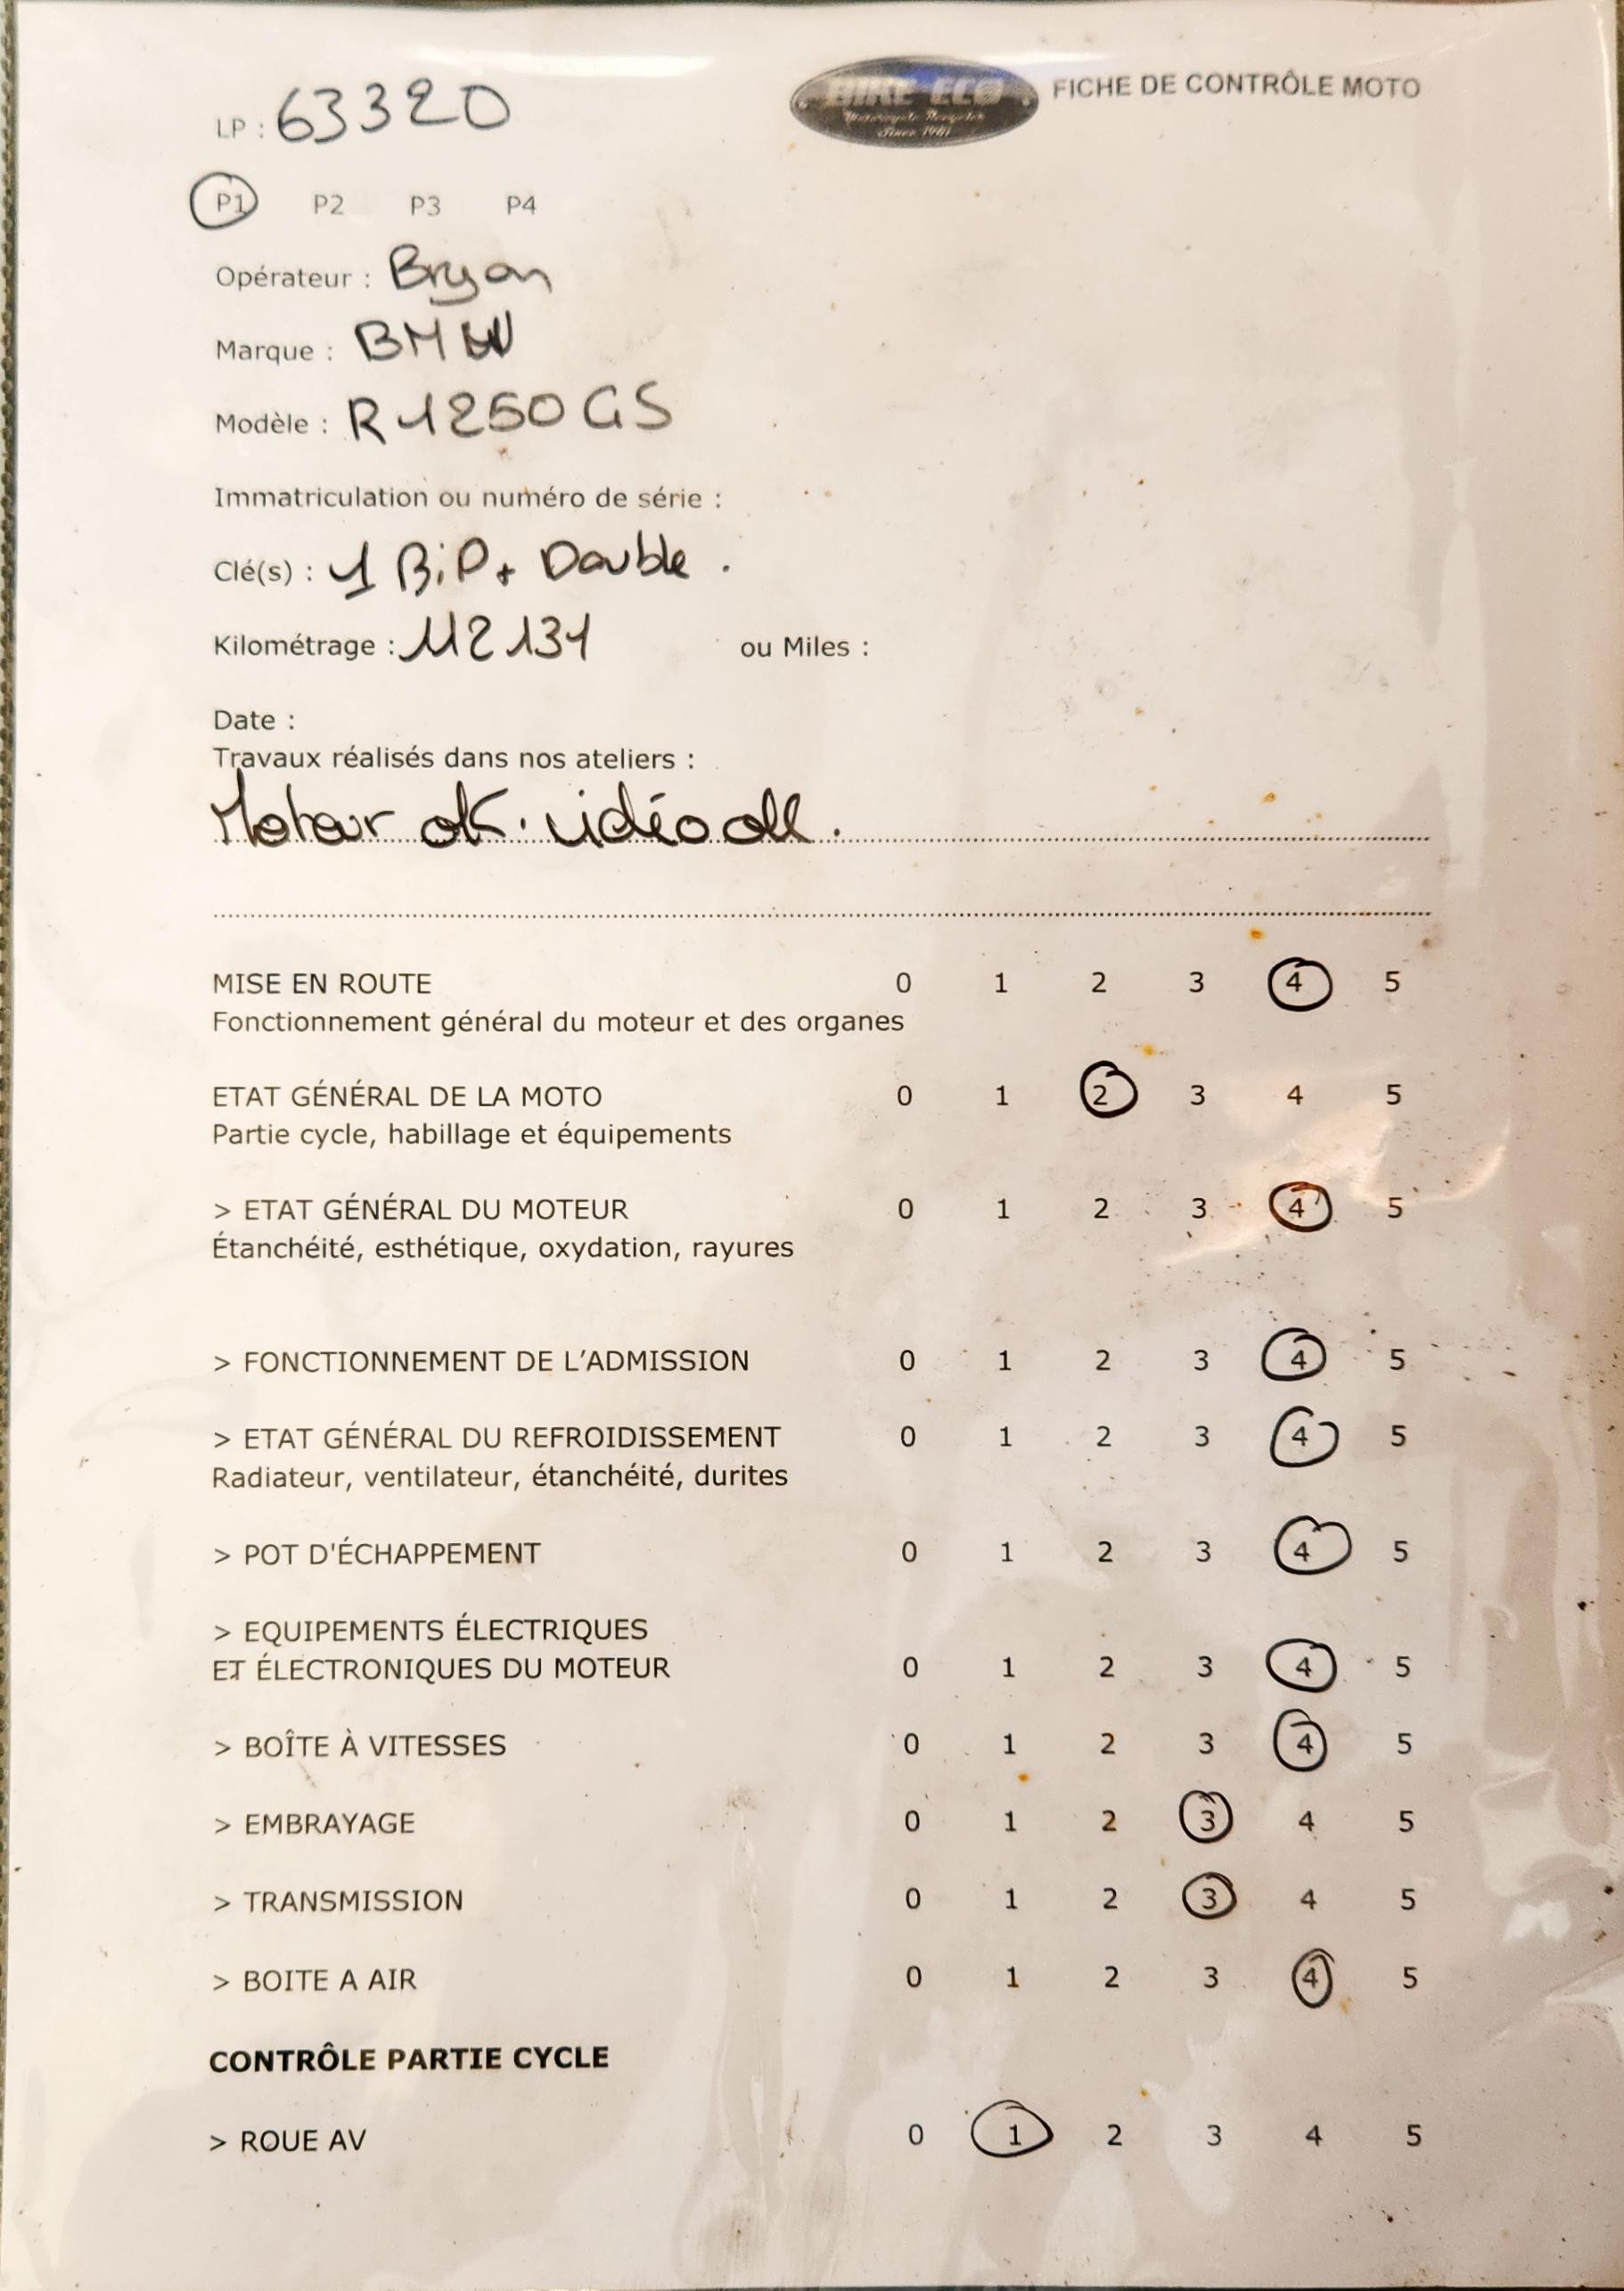 BIKE ECO
Motorcycle Recycler
Since 1981
FICHE DE CONTRÔLE MOTO
LP : 63320
P1 P2 P3 P4
Opérateur : Bryan
Marque : BMW
Modèle : R1250GS
Immatriculation ou numéro de série :
Clé(s) : 1 BiP + Double .
Kilométrage : 112131 ou Miles :
Date :
Travaux réalisés dans nos ateliers :
Moteur ok. vidéo
MISE EN ROUTE 0 1 2 3 4 5
Fonctionnement général du moteur et des organes
ETAT GÉNÉRAL DE LA MOTO 0 1 2 3 4 5
Partie cycle, habillage et équipements
> ETAT GÉNÉRAL DU MOTEUR 0 1 2 3 4 5
Étanchéité, esthétique, oxydation, rayures
> FONCTIONNEMENT DE L'ADMISSION 0 1 2 3 4 5
> ETAT GÉNÉRAL DU REFROIDISSEMENT 0 1 2 3 4 5
Radiateur, ventilateur, étanchéité, durites
> POT D'ÉCHAPPEMENT 0 1 2 3 4 5
> EQUIPEMENTS ÉLECTRIQUES
ET ÉLECTRONIQUES DU MOTEUR 0 1 2 3 4 5
> BOÎTE À VITESSES 0 1 2 3 4 5
> EMBRAYAGE 0 1 2 3 4 5
> TRANSMISSION 0 1 2 3 4 5
> BOITE A AIR 0 1 2 3 4 5
CONTRÔLE PARTIE CYCLE
> ROUE AV 0 1 2 3 4 5